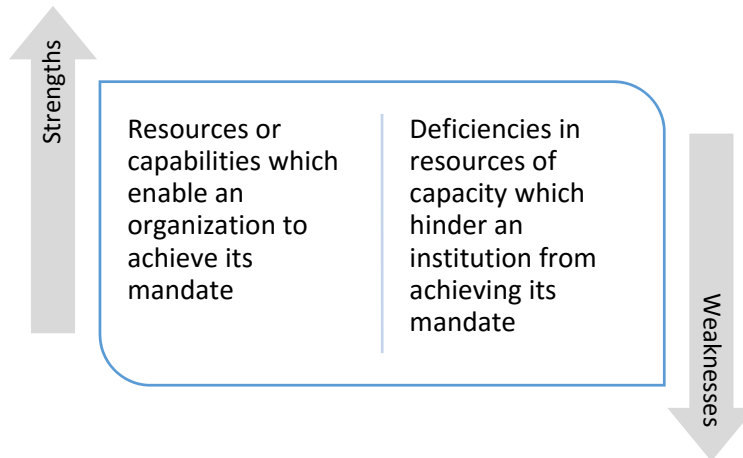 Strengths
Resources or
capabilities which
enable an
organization to
achieve its
mandate
Deficiencies in
resources of
capacity which
hinder an
institution from
achieving its
mandate
Weaknesses